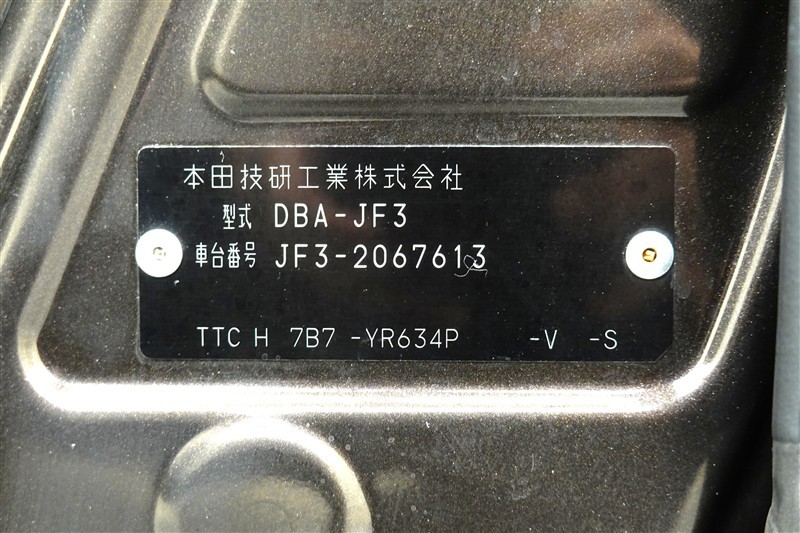 本田技研工業株式会社
型式 DBA-JF3
車台番号 JF3-2067613
TTC H 7B7 -YR634P -V -S